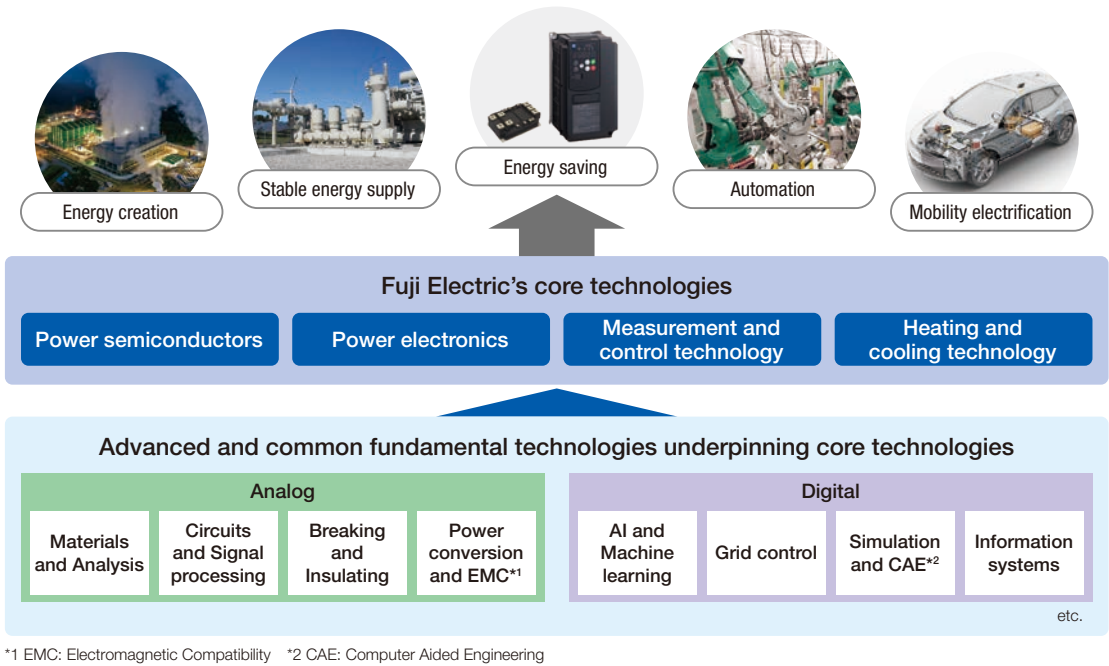 Energy creation
Stable energy supply
Energy saving
Automation
Mobility electrification
Fuji Electric's core technologies
Power semiconductors
Power electronics
Measurement and
control technology
Heating and
cooling technology
Advanced and common fundamental technologies underpinning core technologies
Analog
Materials
and Analysis
Circuits
and Signal
processing
Breaking
and
Insulating
Power
conversion
and EMC*1
Digital
AI and
Machine
learning
Grid control
Simulation
and CAE*2
Information
systems
etc.
*1 EMC: Electromagnetic Compatibility *2 CAE: Computer Aided Engineering